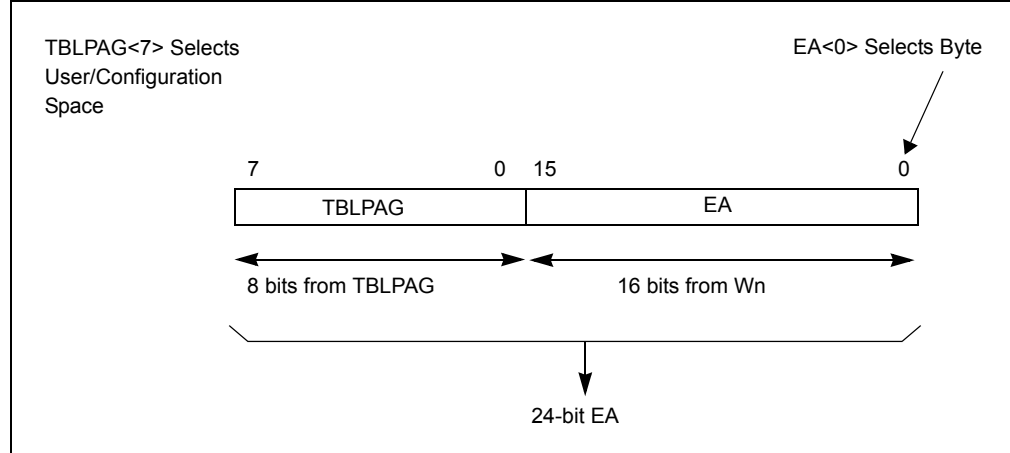 TBLPAG<7> Selects
User/Configuration
Space
EA<0> Selects Byte
7 0 15 0
TBLPAG EA
8 bits from TBLPAG 16 bits from Wn
24-bit EA